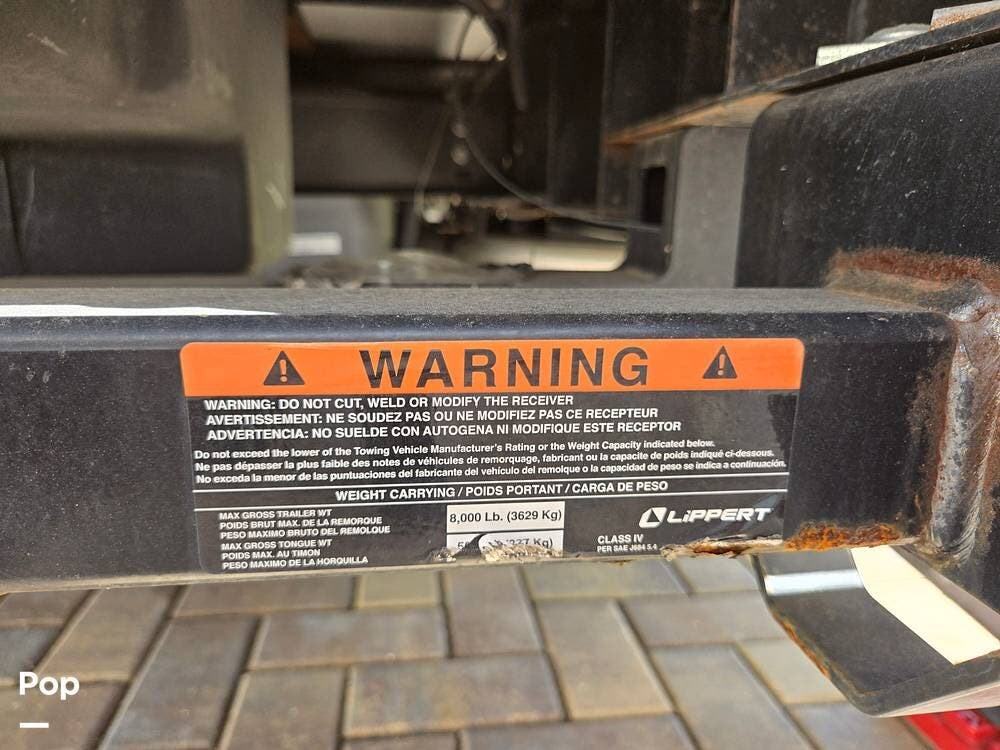 WARNING
WARNING: DO NOT CUT, WELD OR MODIFY THE RECEIVER
AVERTISSEMENT: NE SOUDEZ PAS OU NE MODIFIEZ PAS CE RECEPTEUR
ADVERTENCIA: NO SUELDE CON AUTOGENA NI MODIFIQUE ESTE RECEPTOR
Do not exceed the lower of the Towing Vehicle Manufacturer's Rating or the Weight Capacity indicated below.
Ne pas dépasser la plus faible des notes de véhicules de remorquage, fabricant ou la capacite de poids indiqué ci-dessous.
No exceda la menor de las puntuaciones del fabricante del vehículo del remolque o la capacidad de peso se indica a continuación.
WEIGHT CARRYING / POIDS PORTANT / CARGA DE PESO
MAX GROSS TRAILER WT
POIDS BRUT MAX. DE LA REMORQUE
PESO MAXIMO BRUTO DEL REMOLQUE
8,000 Lb. (3629 Kg)
MAX GROSS TONGUE WT
POIDS MAX. AU TIMON
PESO MAXIMO DE LA HORQUILLA
(227 Kg)
LIPPERT
CLASS IV
PER SAE J684 5.4
Pop